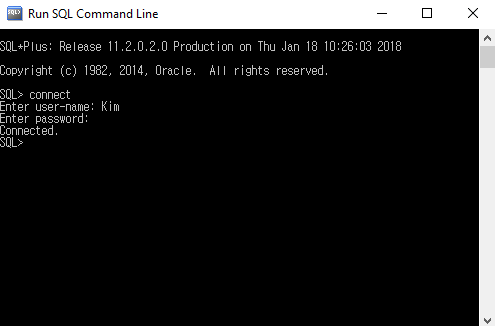 Run SQL Command Line
SQL*Plus: Release 11.2.0.2.0 Production on Thu Jan 18 10:26:03 2018
Copyright (c) 1982, 2014, Oracle.  All rights reserved.
SQL> connect
Enter user-name: Kim
Enter password:
Connected.
SQL>